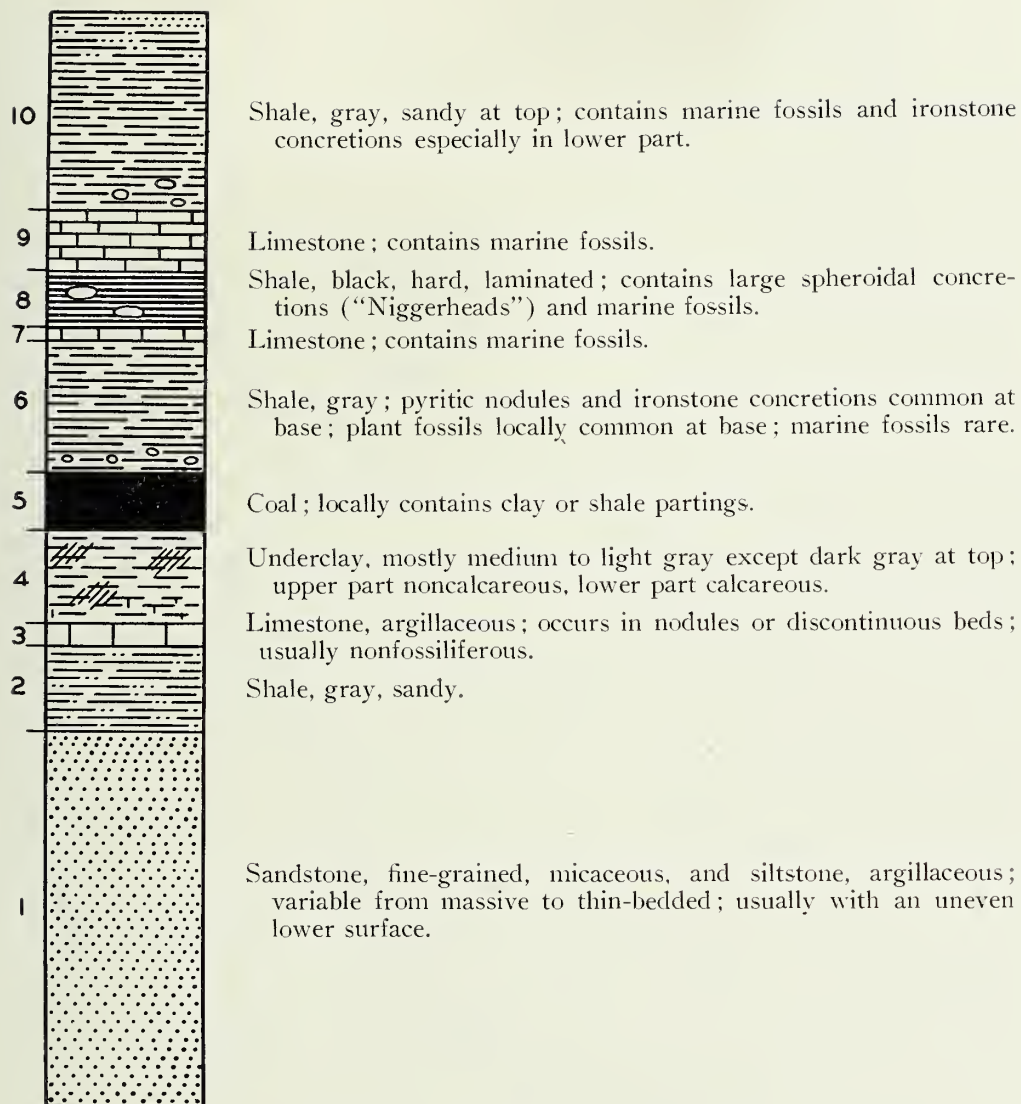 10
Shale, gray, sandy at top; contains marine fossils and ironstone
concretions especially in lower part.
9
Limestone; contains marine fossils.
8
Shale, black, hard, laminated; contains large spheroidal concre-
tions ("Niggerheads") and marine fossils.
7
Limestone; contains marine fossils.
6
Shale, gray; pyritic nodules and ironstone concretions common at
base; plant fossils locally common at base; marine fossils rare.
5
Coal; locally contains clay or shale partings.
4
Underclay, mostly medium to light gray except dark gray at top;
upper part noncalcareous, lower part calcareous.
3
Limestone, argillaceous; occurs in nodules or discontinuous beds;
usually nonfossiliferous.
2
Shale, gray, sandy.
1
Sandstone, fine-grained, micaceous, and siltstone, argillaceous;
variable from massive to thin-bedded; usually with an uneven
lower surface.